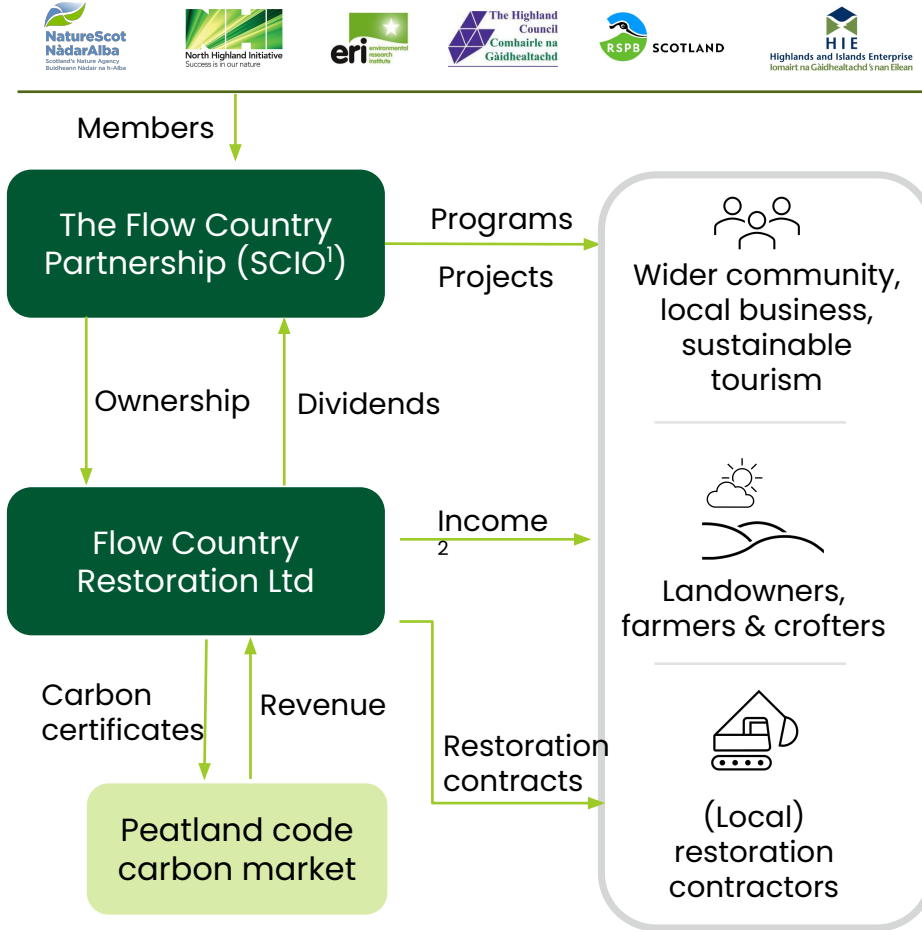 NatureScot
NàdarAlba
Scotland's Nature Agency
Buidheann Nàdair na h-Alba
NHI
North Highland Initiative
Success is in our nature
eri environmental
research
institute
The Highland
Council
Comhairle na
Gàidhealtachd
RSPB SCOTLAND
HIE
Highlands and Islands Enterprise
Iomairt na Gàidhealtachd 's nan Eilean
Members
The Flow Country
Partnership (SCIO¹)
Programs
Projects
Wider community,
local business,
sustainable
tourism
Ownership
Dividends
Flow Country
Restoration Ltd
Income
2
Landowners,
farmers & crofters
Carbon
certificates
Revenue
Restoration
contracts
Peatland code
carbon market
(Local)
restoration
contractors